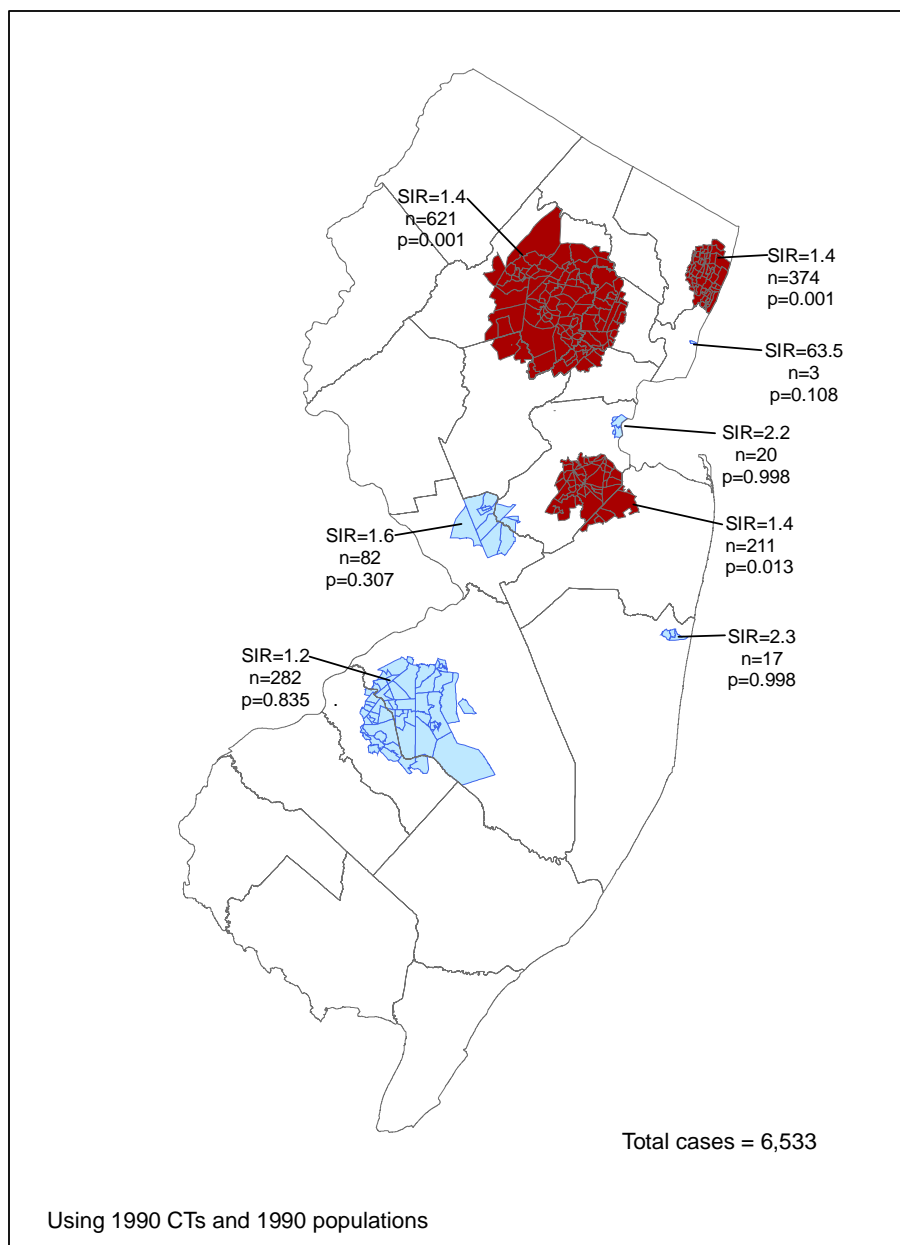 SIR=1.4
n=621
p=0.001
SIR=1.4
n=374
p=0.001
SIR=63.5
n=3
p=0.108
SIR=2.2
n=20
p=0.998
SIR=1.4
n=211
p=0.013
SIR=1.6
n=82
p=0.307
SIR=2.3
n=17
p=0.998
SIR=1.2
n=282
p=0.835
Total cases = 6,533
Using 1990 CTs and 1990 populations